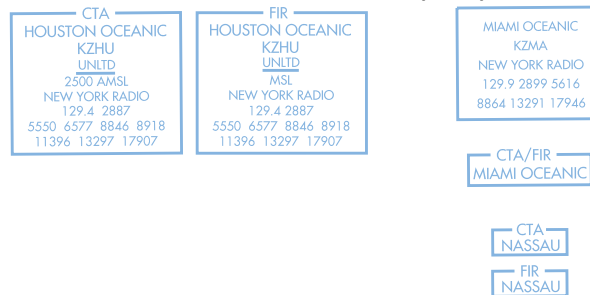 CTA
HOUSTON OCEANIC
KZHU
UNLTD
2500 AMSL
NEW YORK RADIO
129.4 2887
5550 6577 8846 8918
11396 13297 17907
FIR
HOUSTON OCEANIC
KZHU
UNLTD
MSL
NEW YORK RADIO
129.4 2887
5550 6577 8846 8918
11396 13297 17907
MIAMI OCEANIC
KZMA
NEW YORK RADIO
129.9 2899 5616
8864 13291 17946
CTA/FIR
MIAMI OCEANIC
CTA
NASSAU
FIR
NASSAU